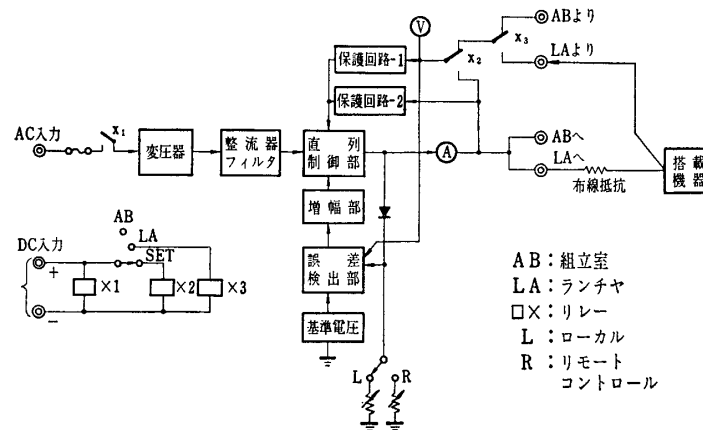 ABより
V
x₃
LAより
x₂
保護回路-1
保護回路-2
AC入力
x₁
変圧器
整流器
フィルタ
直列
制御部
A
ABへ
LAへ
布線抵抗
搭載
機器
増幅部
AB
LA
DC入力
SET
+
×1
×2
×3
−
誤差
検出部
基準電圧
L
R
AB：組立室
LA：ランチヤ
□×：リレー
L：ローカル
R：リモート
コントロール